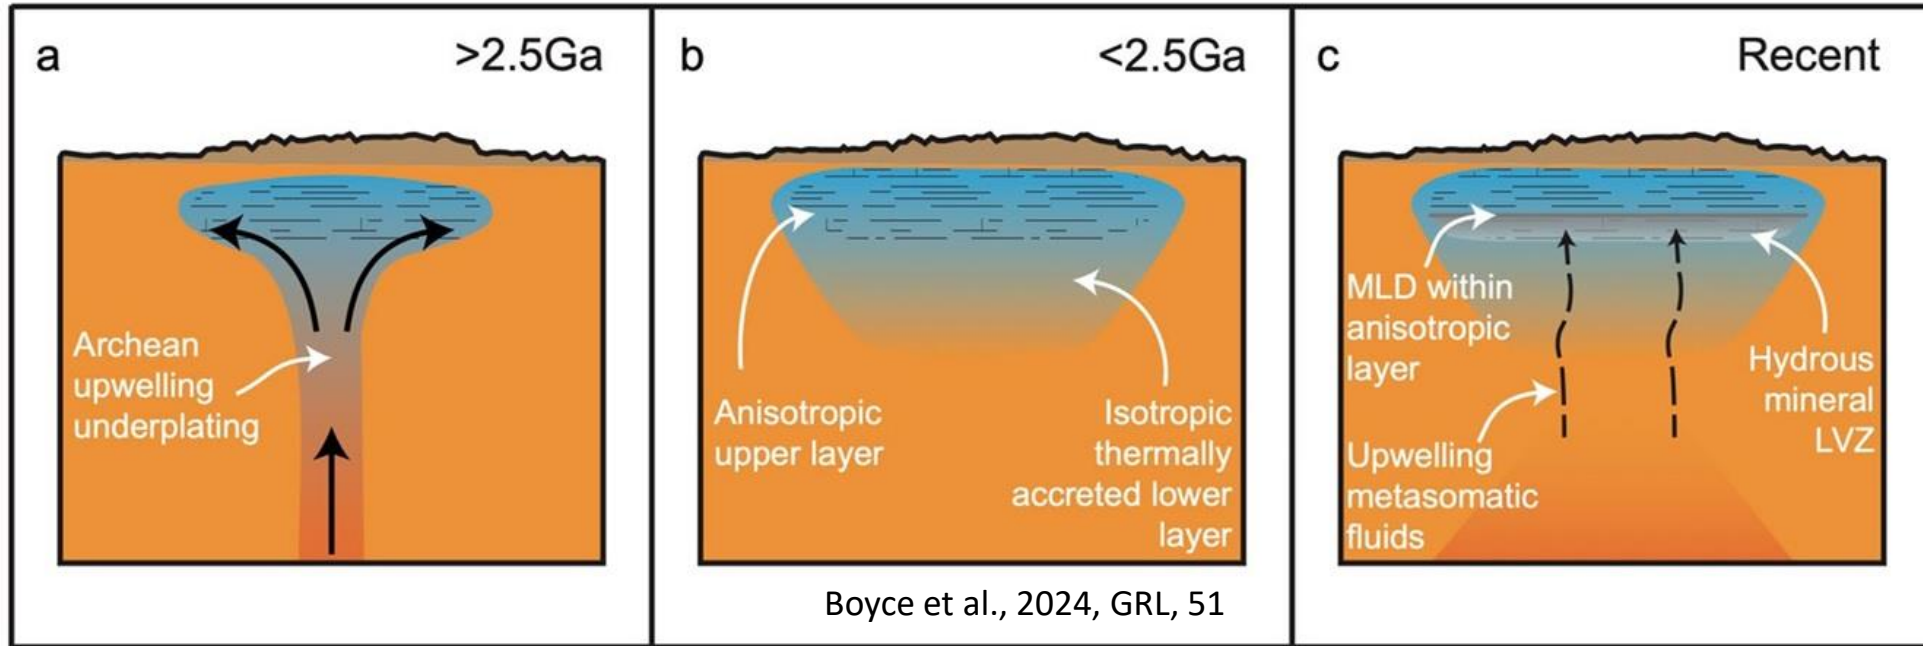 a
>2.5Ga
Archean
upwelling
underplating
b
<2.5Ga
Anisotropic
upper layer
Isotropic
thermally
accreted lower
layer
c
Recent
MLD within
anisotropic
layer
Hydrous
mineral
LVZ
Upwelling
metasomatic
fluids
Boyce et al., 2024, GRL, 51